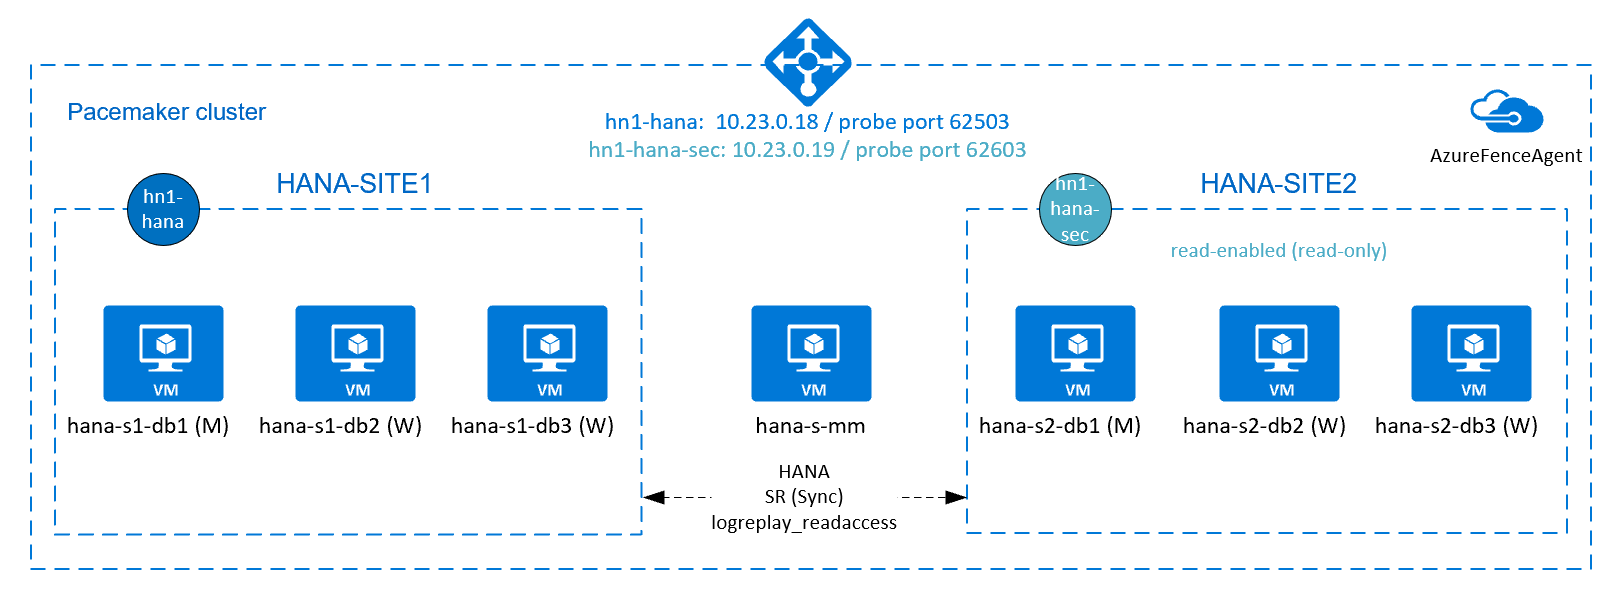 Pacemaker cluster
hn1-hana:  10.23.0.18 / probe port 62503
hn1-hana-sec: 10.23.0.19 / probe port 62603
AzureFenceAgent
HANA-SITE1
hn1-
hana
HANA-SITE2
hn1-
hana-
sec
read-enabled (read-only)
VM
VM
VM
VM
VM
VM
VM
hana-s1-db1 (M)
hana-s1-db2 (W)
hana-s1-db3 (W)
hana-s-mm
hana-s2-db1 (M)
hana-s2-db2 (W)
hana-s2-db3 (W)
HANA
SR (Sync)
logreplay_readaccess